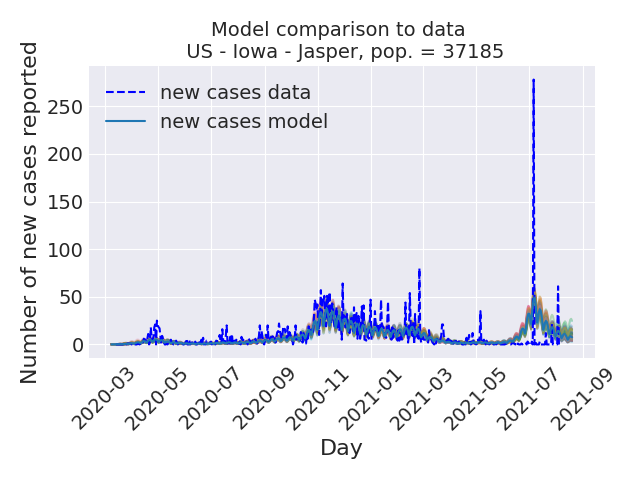 Model comparison to data
US - Iowa - Jasper, pop. = 37185
Number of new cases reported
new cases data
new cases model
250
200
150
100
50
0
2020-03
2020-05
2020-07
2020-09
2020-11
2021-01
2021-03
2021-05
2021-07
2021-09
Day